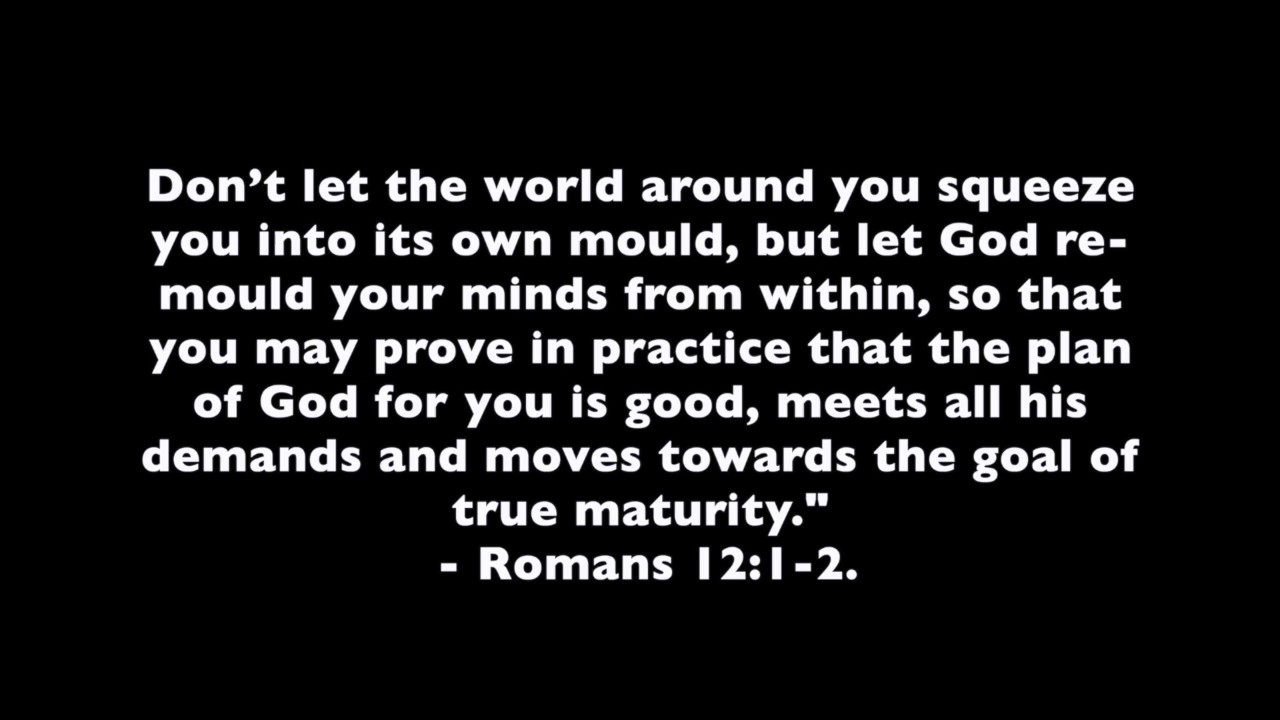 Don’t let the world around you squeeze
you into its own mould, but let God re-
mould your minds from within, so that
you may prove in practice that the plan
of God for you is good, meets all his
demands and moves towards the goal of
true maturity."
- Romans 12:1-2.